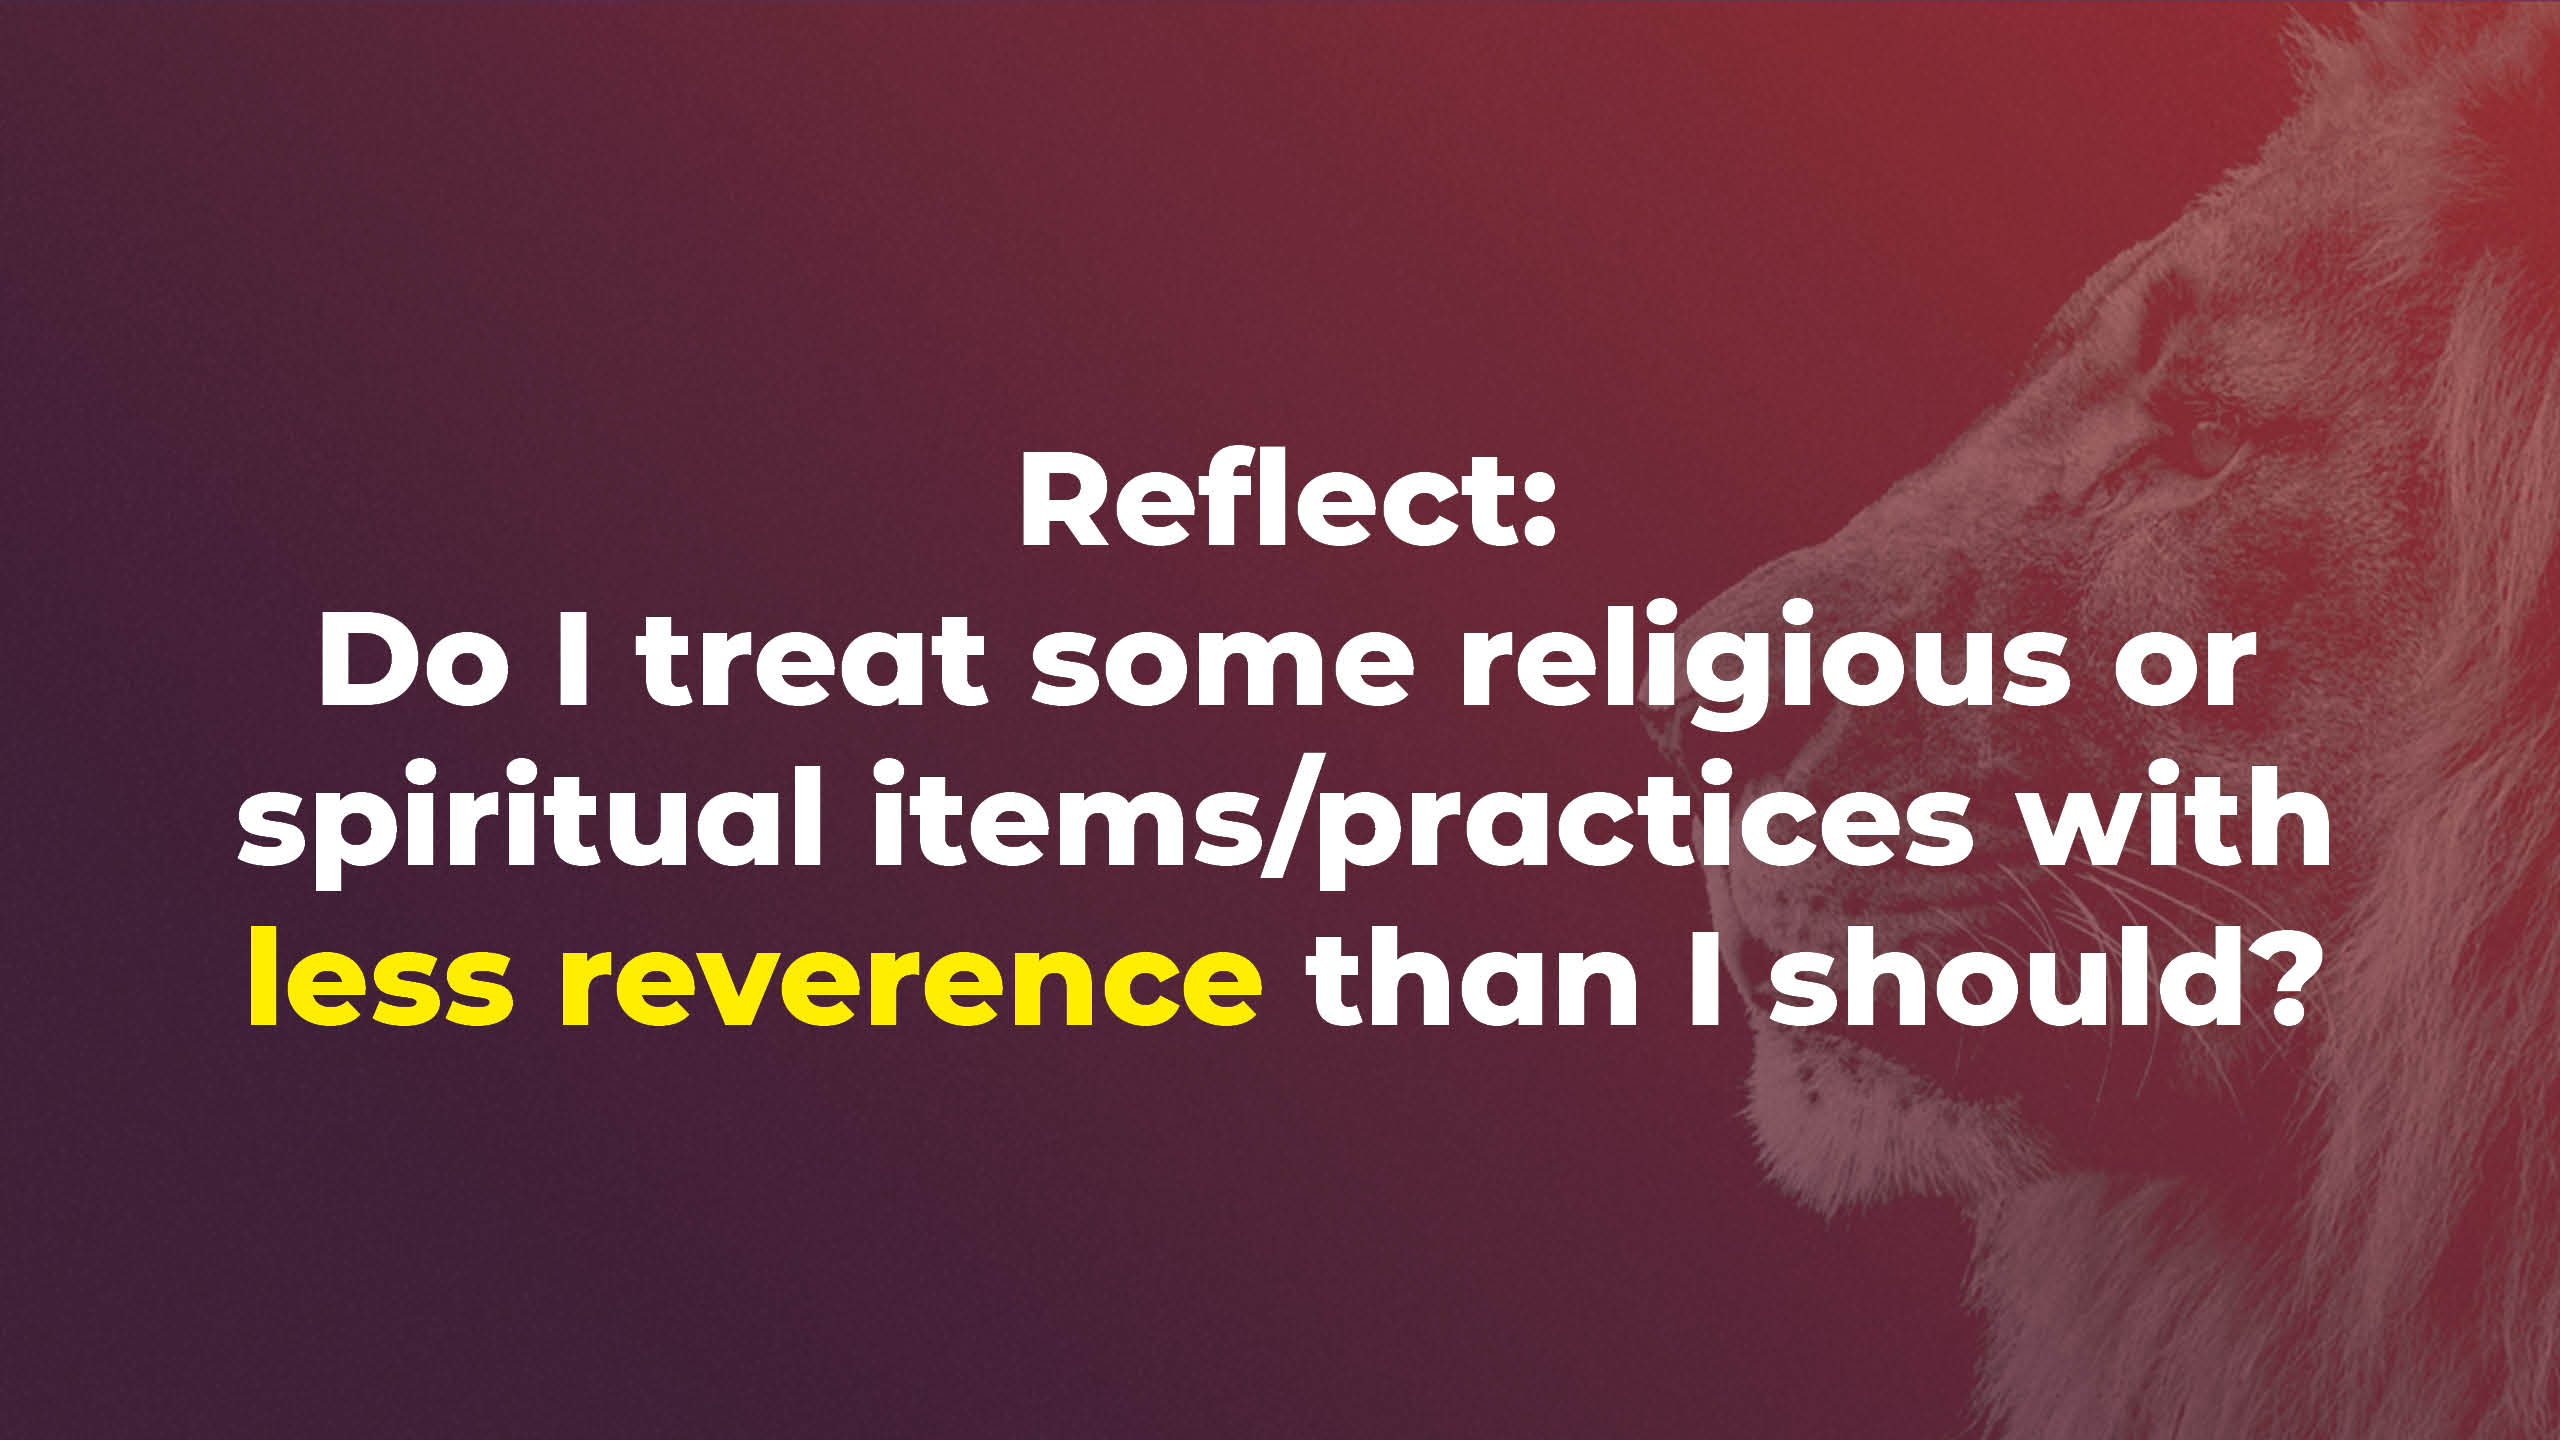 Reflect:
Do I treat some religious or
spiritual items/practices with
less reverence than I should?